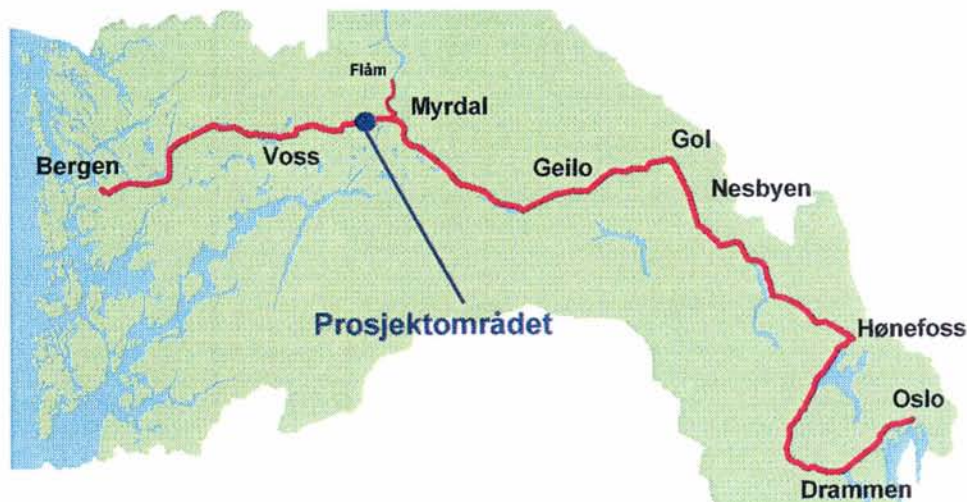 Flåm
Myrdal
Gol
Voss
Bergen
Geilo
Nesbyen
Prosjektområdet
Hønefoss
Oslo
Drammen